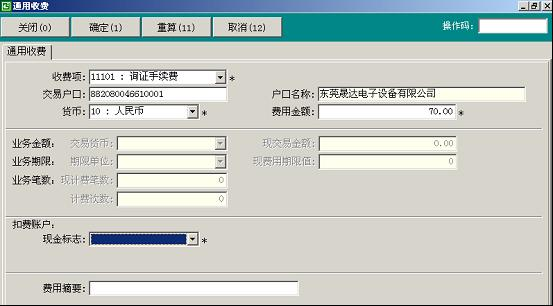 通用收费
关闭(0) 确定(1) 重算(11) 取消(12) 操作码:
通用收费
收费项: 11101 : 询证手续费 *
交易户口: 882080046610001 户口名称: 东莞晟达电子设备有限公司
货币: 10 : 人民币 * 费用金额: 70.00 *
业务金额: 交易货币: 现交易金额: 0.00
业务期限: 期限单位: 现费用期限值: 0
业务笔数: 现计费笔数: 0
计费次数: 0
扣费账户:
现金标志: *
费用摘要: